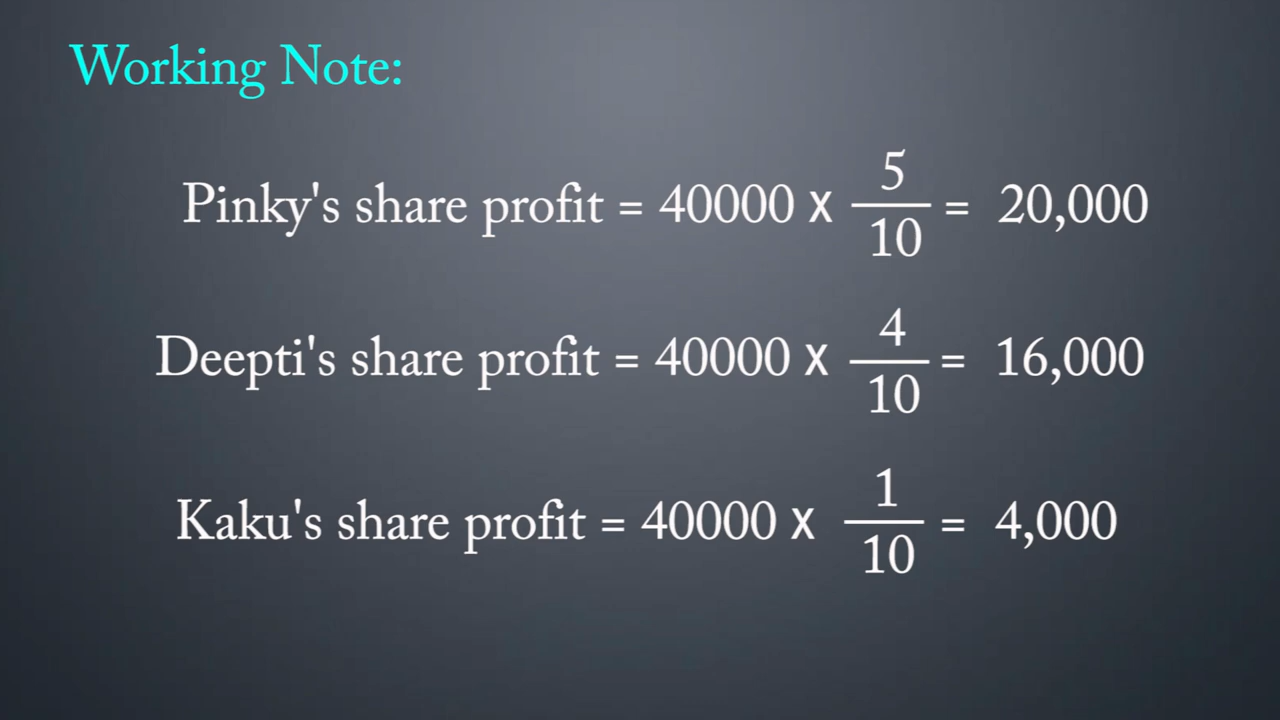 Working Note:
Pinky's share profit = 40000 x 5/10 = 20,000
Deepti's share profit = 40000 x 4/10 = 16,000
Kaku's share profit = 40000 x 1/10 = 4,000